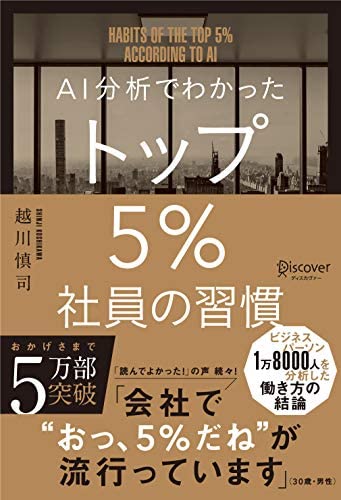 HABITS OF THE TOP 5%
ACCORDING TO AI
AI分析でわかった
トップ
5%
社員の習慣
越川慎司
SHINJI KOSHIKAWA
Discover
ディスカヴァー
おかげさまで
5万部
突破
ビジネス
パーソン
1万8000人を
分析した
働き方の
結論
「読んでよかった!」の声 続々!
「会社で
“おっ、5%だね”が
流行っています」
(30歳・男性)